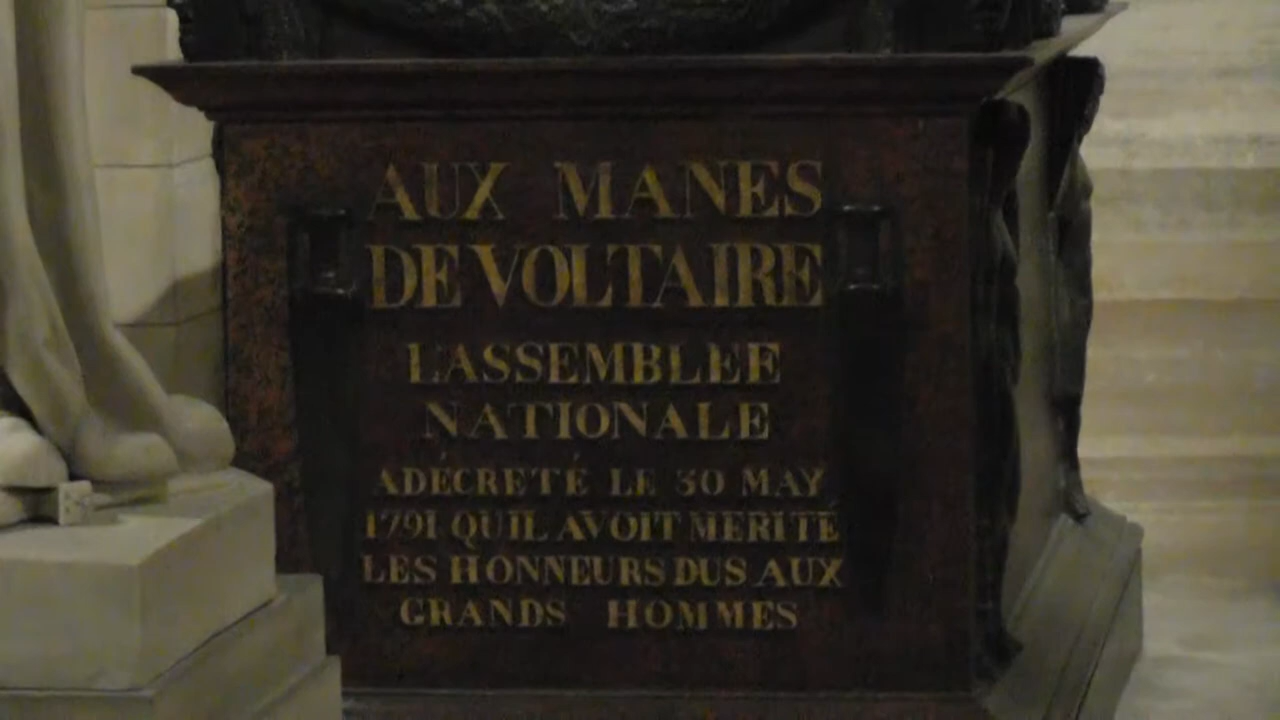 AUX MANES
DE VOLTAIRE
L'ASSEMBLEE
NATIONALE
A DÉCRETÉ LE 30 MAY
1791 QU'IL AVOIT MERITÉ
LES HONNEURS DUS AUX
GRANDS HOMMES